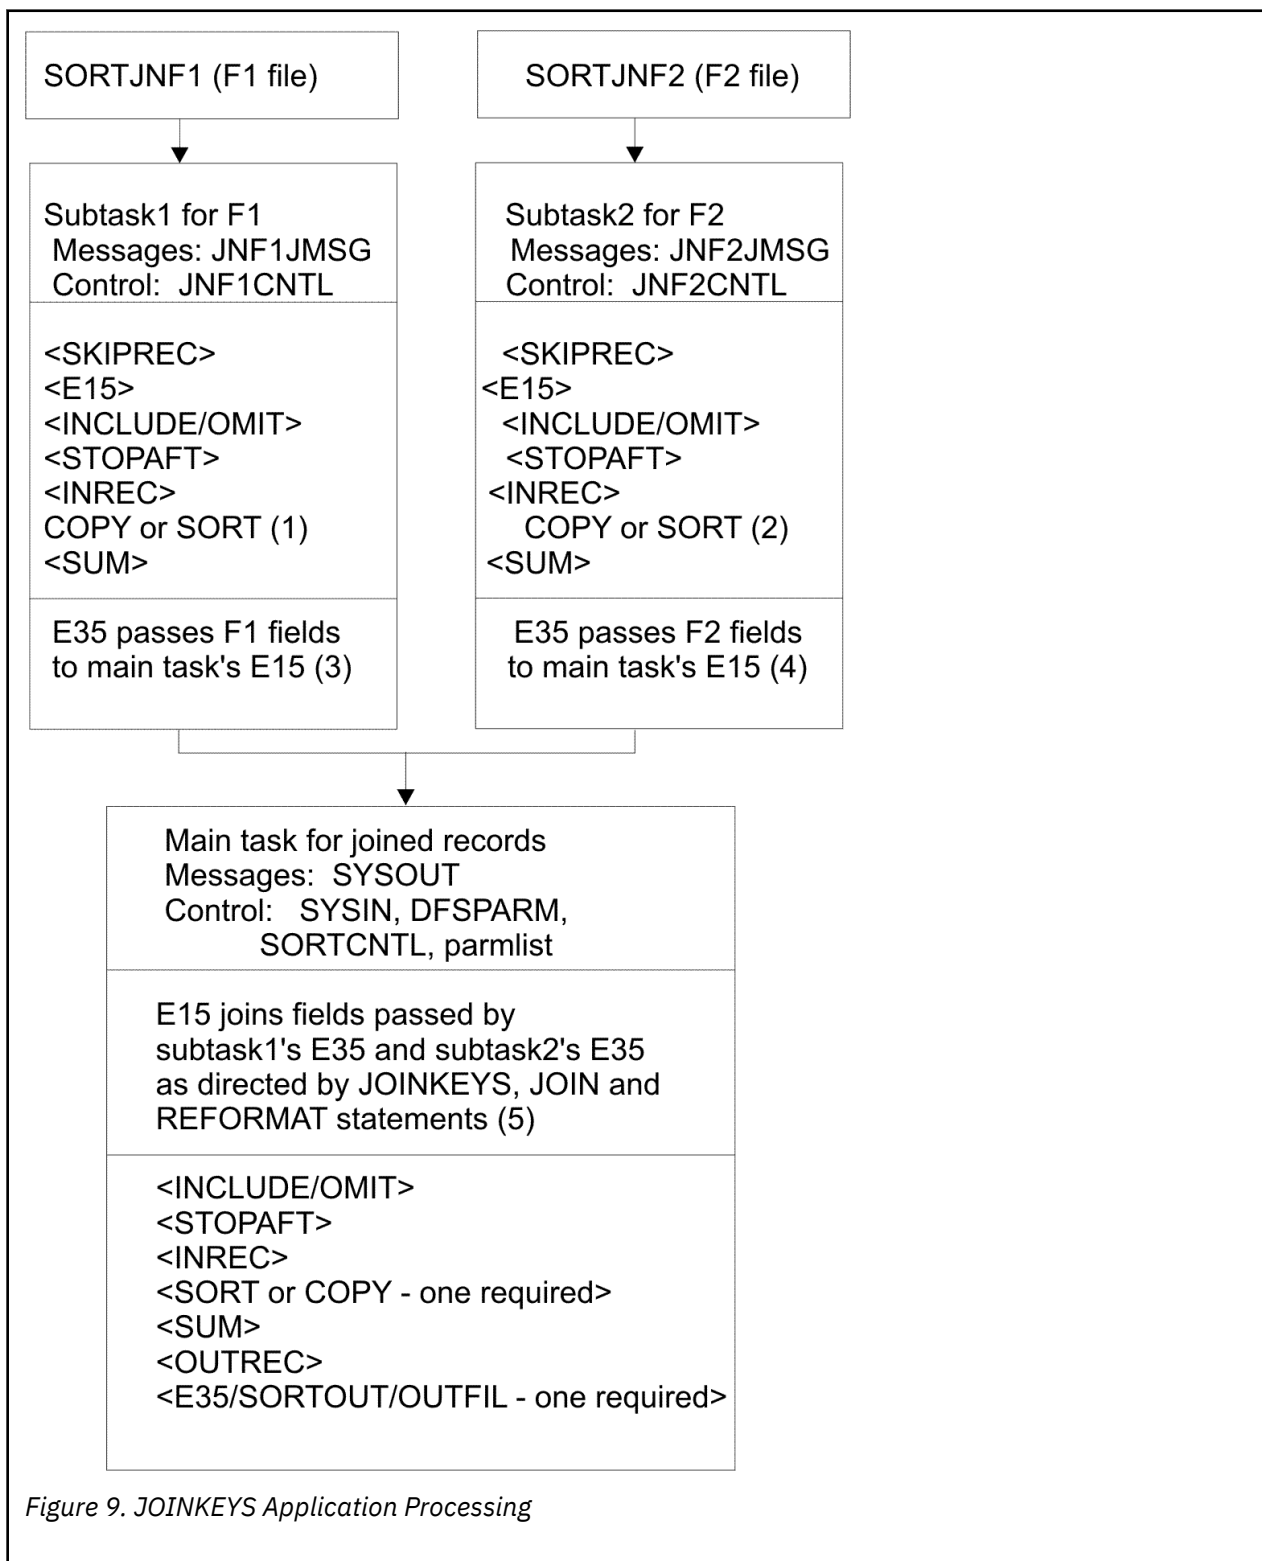 SORTJNF1 (F1 file)
SORTJNF2 (F2 file)
Subtask1 for F1
Messages: JNF1JMSG
Control: JNF1CNTL
<SKIPREC>
<E15>
<INCLUDE/OMIT>
<STOPAFT>
<INREC>
COPY or SORT (1)
<SUM>
E35 passes F1 fields
to main task's E15 (3)
Subtask2 for F2
Messages: JNF2JMSG
Control: JNF2CNTL
<SKIPREC>
<E15>
<INCLUDE/OMIT>
<STOPAFT>
<INREC>
COPY or SORT (2)
<SUM>
E35 passes F2 fields
to main task's E15 (4)
Main task for joined records
Messages: SYSOUT
Control: SYSIN, DFSPARM,
SORTCNTL, parmlist
E15 joins fields passed by
subtask1's E35 and subtask2's E35
as directed by JOINKEYS, JOIN and
REFORMAT statements (5)
<INCLUDE/OMIT>
<STOPAFT>
<INREC>
<SORT or COPY - one required>
<SUM>
<OUTREC>
<E35/SORTOUT/OUTFIL - one required>
Figure 9. JOINKEYS Application Processing